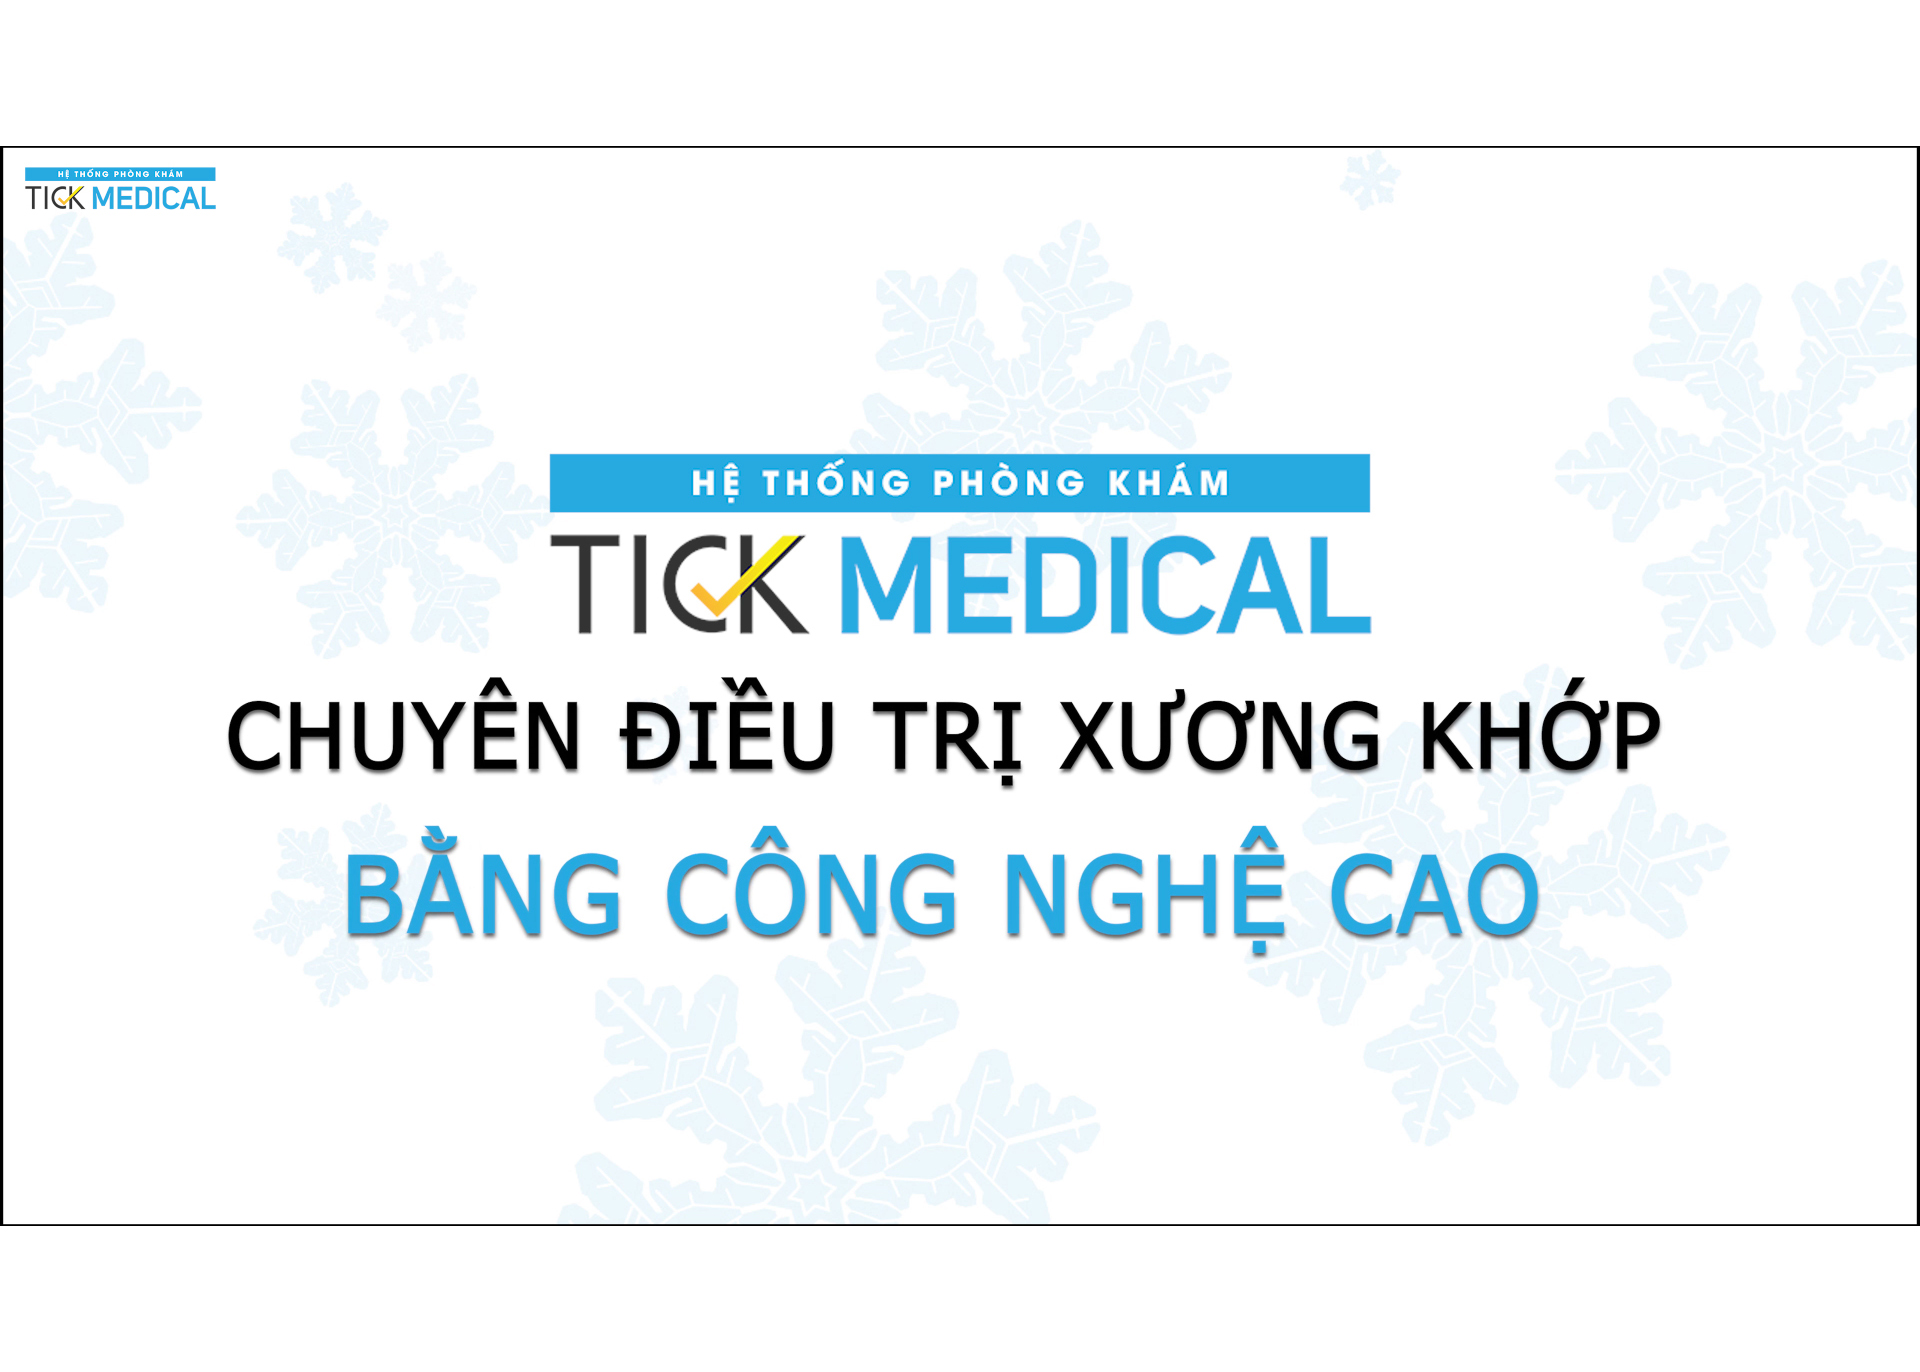 HỆ THỐNG PHÒNG KHÁM
TICK MEDICAL
HỆ THỐNG PHÒNG KHÁM
TICK MEDICAL
CHUYÊN ĐIỀU TRỊ XƯƠNG KHỚP
BẰNG CÔNG NGHỆ CAO